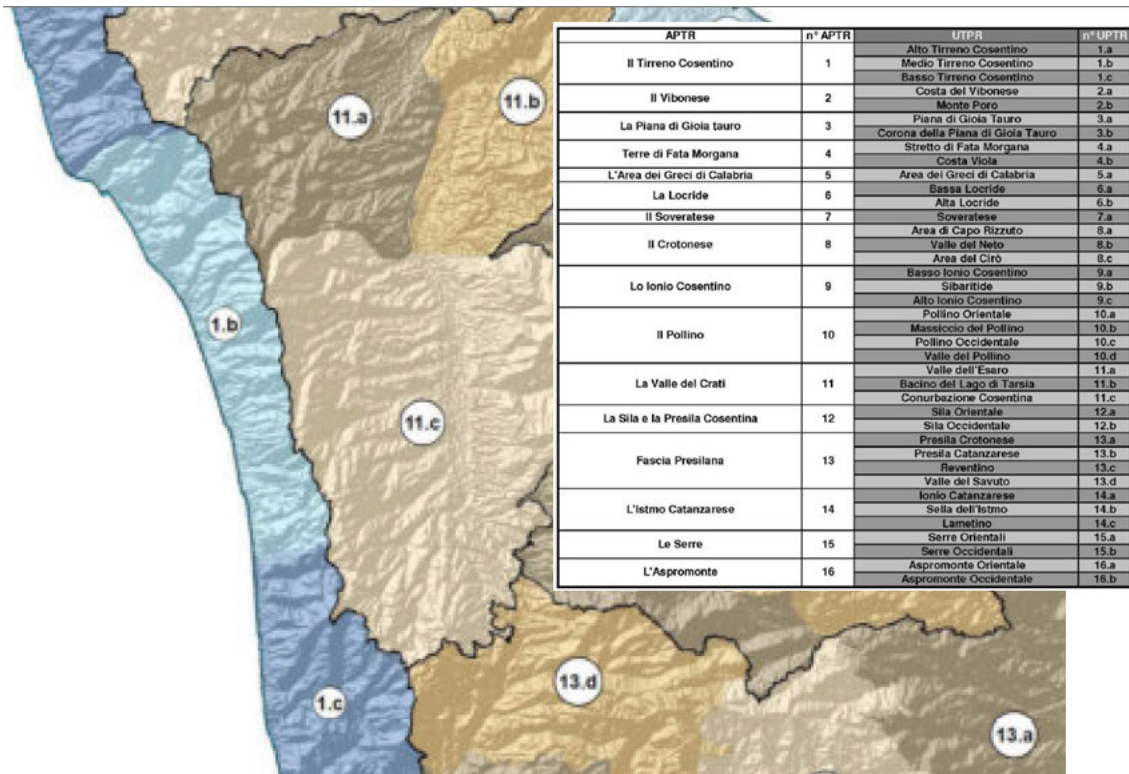 APTR n° APTR UTPR n° UPTR
Il Tirreno Cosentino 1 Alto Tirreno Cosentino 1.a
Medio Tirreno Cosentino 1.b
Basso Tirreno Cosentino 1.c
Il Vibonese 2 Costa del Vibonese 2.a
Monte Poro 2.b
La Piana di Gioia tauro 3 Piana di Gioia Tauro 3.a
Corona della Piana di Gioia Tauro 3.b
Terre di Fata Morgana 4 Stretto di Fata Morgana 4.a
Costa Viola 4.b
L'Area dei Greci di Calabria 5 Area dei Greci di Calabria 5.a
La Locride 6 Bassa Locride 6.a
Alta Locride 6.b
Il Soveratese 7 Soveratese 7.a
Il Crotonese 8 Area di Capo Rizzuto 8.a
Valle del Neto 8.b
Area del Cirò 8.c
Lo Ionio Cosentino 9 Basso Ionio Cosentino 9.a
Sibaritide 9.b
Alto Ionio Cosentino 9.c
Il Pollino 10 Pollino Orientale 10.a
Massiccio del Pollino 10.b
Pollino Occidentale 10.c
Valle del Pollino 10.d
La Valle del Crati 11 Valle dell'Esaro 11.a
Bacino del Lago di Tarsia 11.b
Conurbazione Cosentina 11.c
La Sila e la Presila Cosentina 12 Sila Orientale 12.a
Sila Occidentale 12.b
Fascia Presilana 13 Presila Crotonese 13.a
Presila Catanzarese 13.b
Reventino 13.c
Valle del Savuto 13.d
L'Istmo Catanzarese 14 Ionio Catanzarese 14.a
Sella dell'Istmo 14.b
Lametino 14.c
Le Serre 15 Serre Orientali 15.a
Serre Occidentali 15.b
L'Aspromonte 16 Aspromonte Orientale 16.a
Aspromonte Occidentale 16.b
11.a
11.b
1.b
11.c
13.d
1.c
13.a